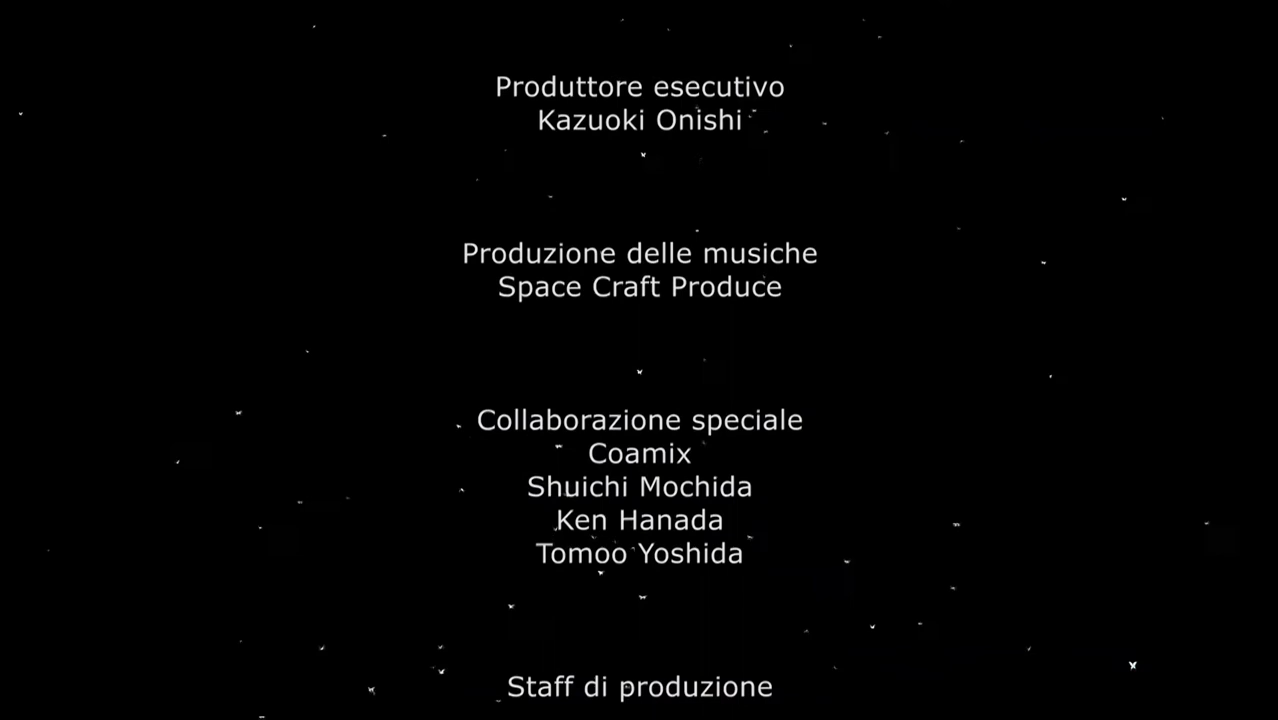 Produttore esecutivo
Kazuoki Onishi
Produzione delle musiche
Space Craft Produce
Collaborazione speciale
Coamix
Shuichi Mochida
Ken Hanada
Tomoo Yoshida
Staff di produzione